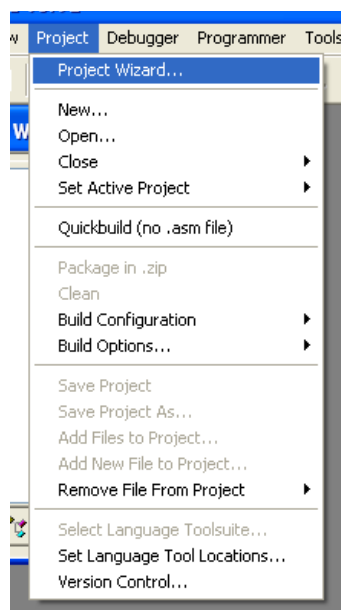 Project Debugger Programmer Tools
Project Wizard...
New...
Open...
Close
Set Active Project
Quickbuild (no .asm file)
Package in .zip
Clean
Build Configuration
Build Options...
Save Project
Save Project As...
Add Files to Project...
Add New File to Project...
Remove File From Project
Select Language Toolsuite...
Set Language Tool Locations...
Version Control...